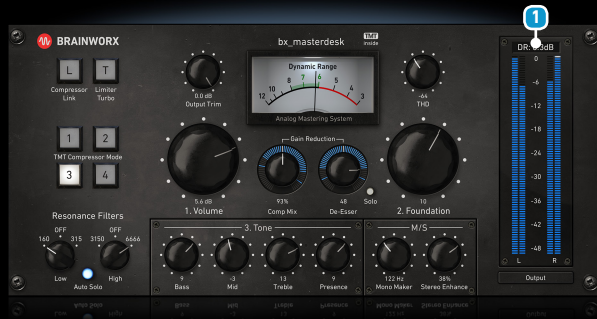 1
BRAINWORX
bx_masterdesk
TMT
inside
L
T
Compressor
Link
Limiter
Turbo
0.0 dB
Output Trim
Dynamic Range
12 10 8 7 6 5 4 3
Analog Mastering System
-64
THD
1
2
TMT Compressor Mode
3
4
5.6 dB
1. Volume
Gain Reduction
93%
Comp Mix
48
De-Esser
Solo
10
2. Foundation
Resonance Filters
OFF
160
315
Low
OFF
3150
6666
High
Auto Solo
3. Tone
9
Bass
-3
Mid
13
Treble
9
Presence
M/S
122 Hz
Mono Maker
38%
Stereo Enhance
0
-6
-12
-18
-24
-30
-36
-42
-48
L
R
Output